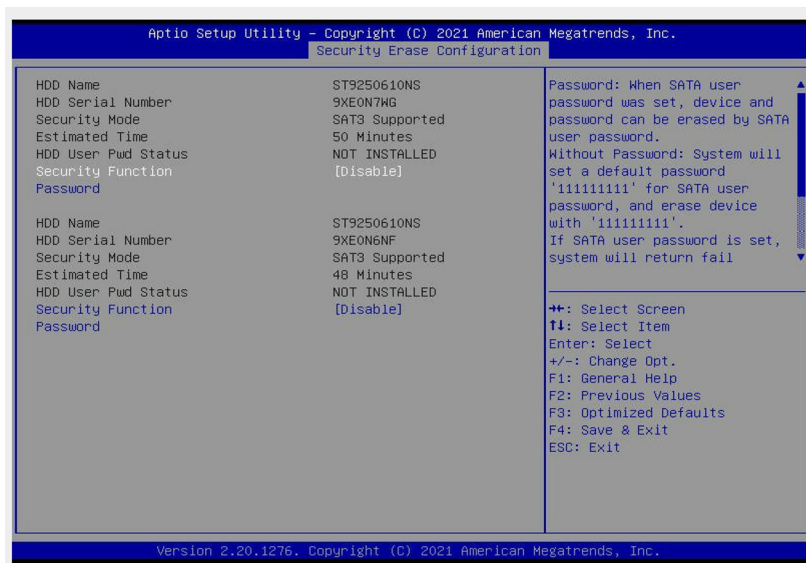 Aptio Setup Utility – Copyright (C) 2021 American Megatrends, Inc.
Security Erase Configuration
HDD Name ST9250610NS
HDD Serial Number 9XE0N7WG
Security Mode SAT3 Supported
Estimated Time 50 Minutes
HDD User Pwd Status NOT INSTALLED
Security Function [Disable]
Password
HDD Name ST9250610NS
HDD Serial Number 9XE0N6NF
Security Mode SAT3 Supported
Estimated Time 48 Minutes
HDD User Pwd Status NOT INSTALLED
Security Function [Disable]
Password
Password: When SATA user
password was set, device and
password can be erased by SATA
user password.
Without Password: System will
set a default password
'111111111' for SATA user
password, and erase device
with '111111111'.
If SATA user password is set,
system will return fail
→←: Select Screen
↑↓: Select Item
Enter: Select
+/-: Change Opt.
F1: General Help
F2: Previous Values
F3: Optimized Defaults
F4: Save & Exit
ESC: Exit
Version 2.20.1276. Copyright (C) 2021 American Megatrends, Inc.